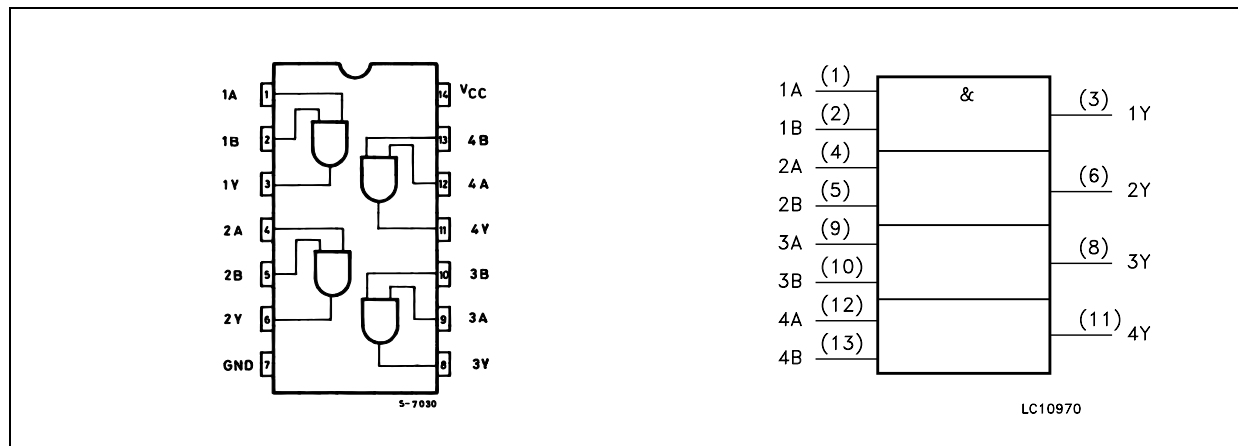 1A 1 14 VCC
1B 2 13 4B
1Y 3 12 4A
2A 4 11 4Y
2B 5 10 3B
2Y 6 9 3A
GND 7 8 3Y
S-7030
&
1A (1)
1B (2)
2A (4)
2B (5)
3A (9)
3B (10)
4A (12)
4B (13)
(3) 1Y
(6) 2Y
(8) 3Y
(11) 4Y
LC10970